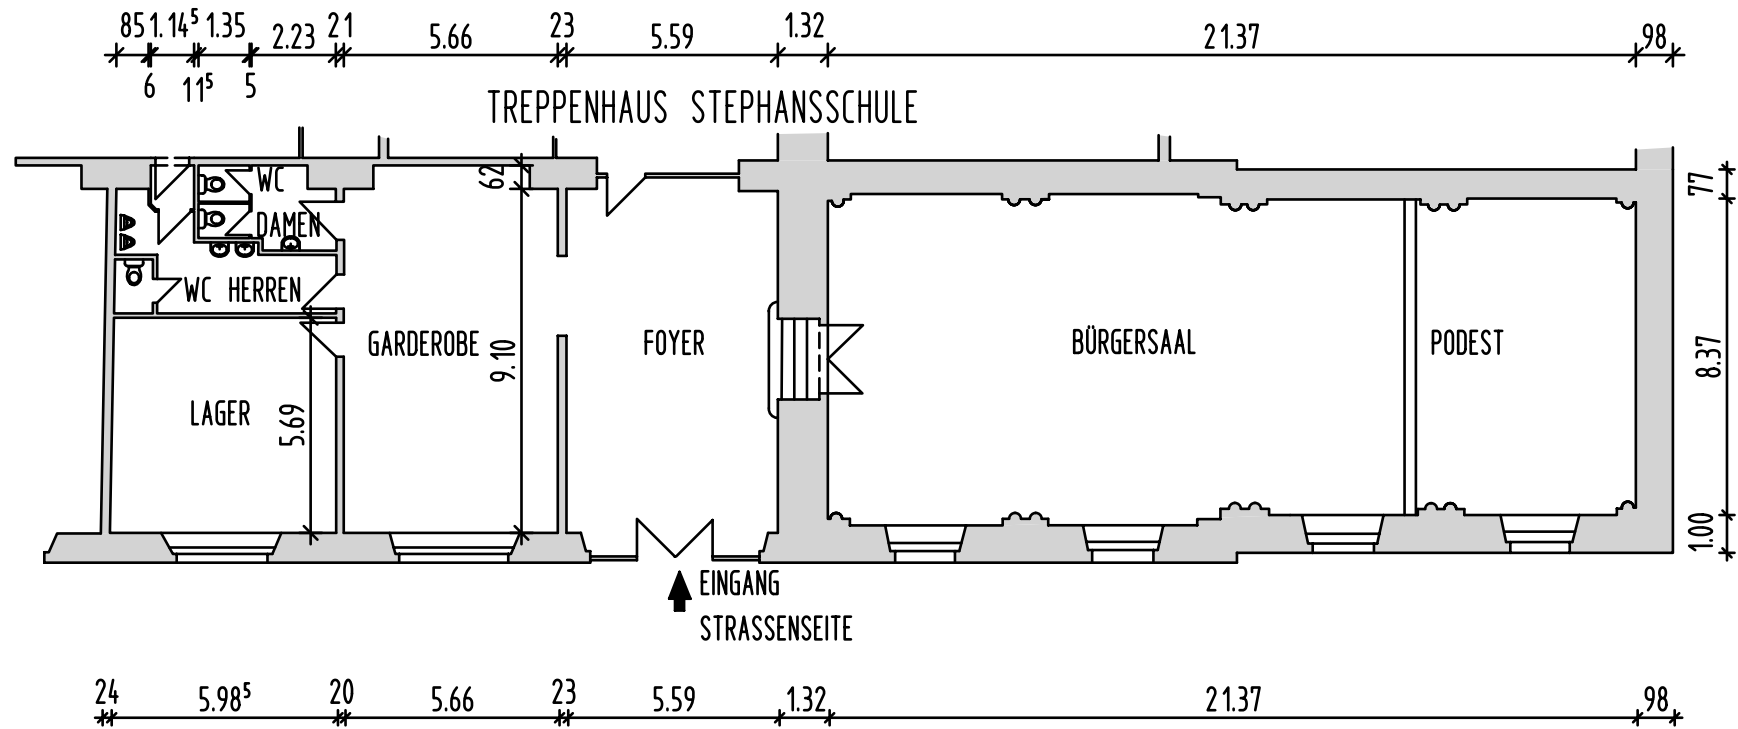 85 1.14⁵ 1.35 2.23 21 5.66 23 5.59 1.32 21.37 98
6 11⁵ 5
TREPPENHAUS STEPHANSSCHULE
62
WC
DAMEN
77
WC HERREN
GARDEROBE
9.10
FOYER
BÜRGERSAAL
PODEST
8.37
LAGER
5.69
1.00
EINGANG
STRASSENSEITE
24 5.98⁵ 20 5.66 23 5.59 1.32 21.37 98